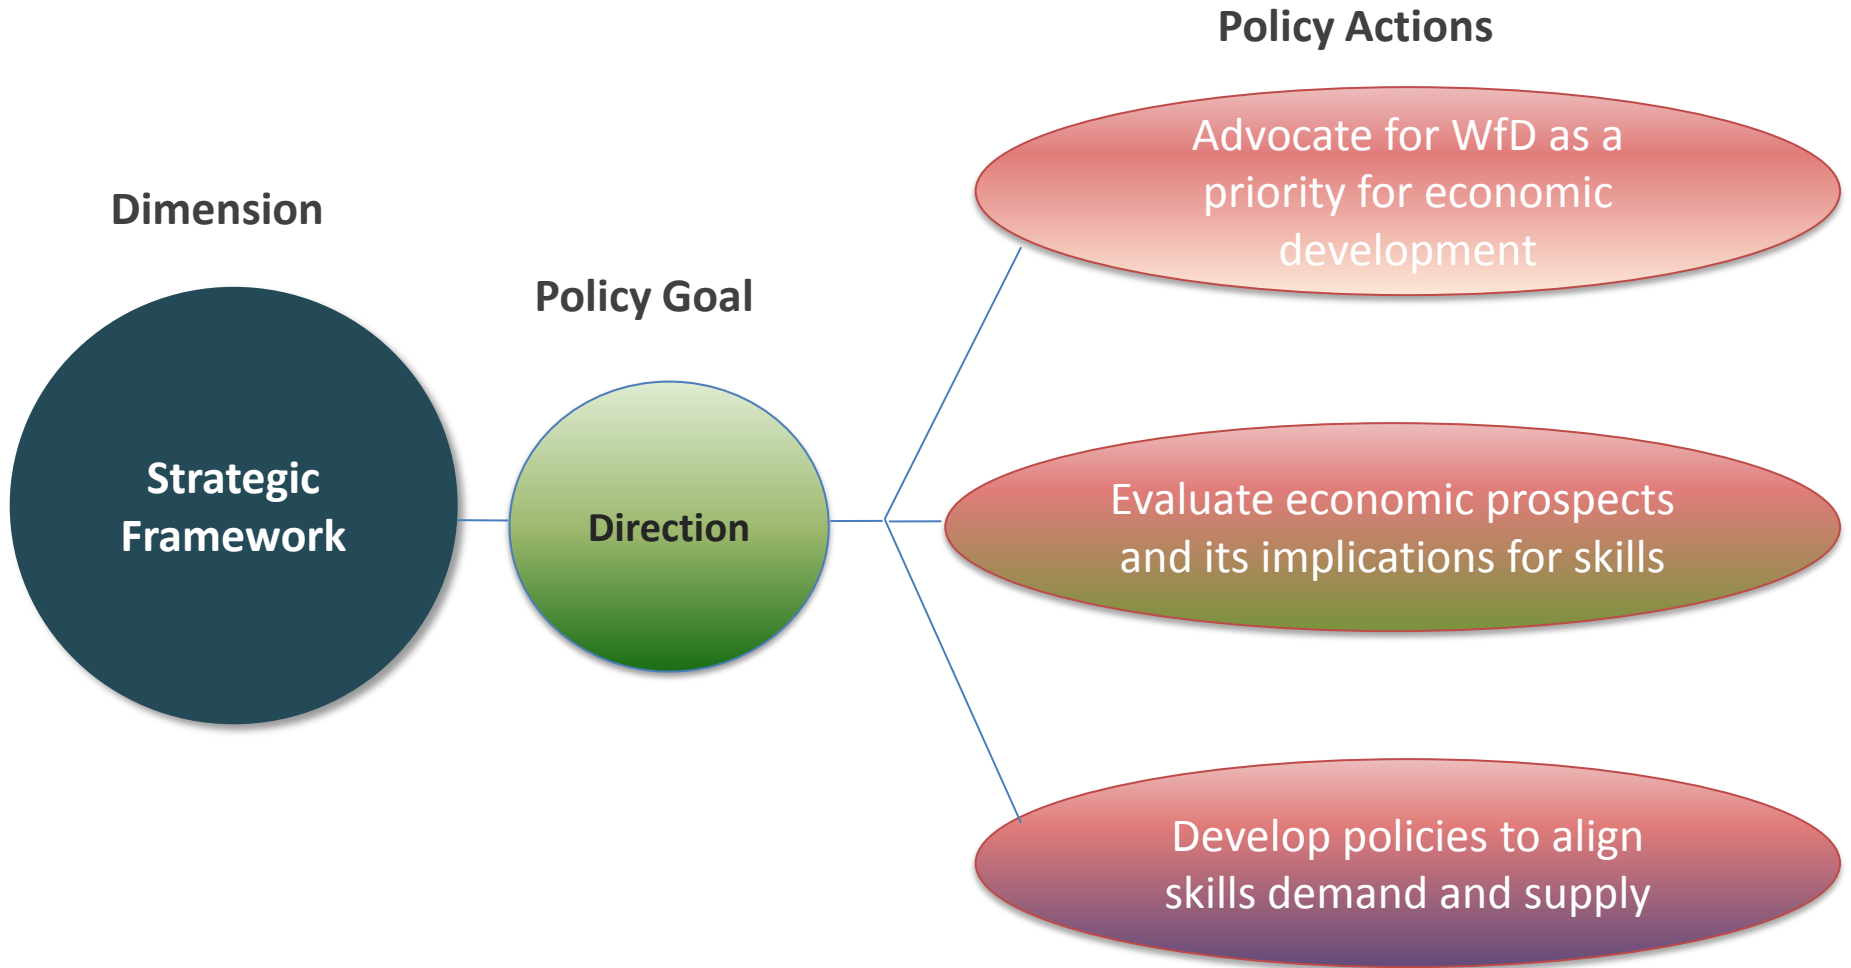 Policy Actions
Advocate for WfD as a
priority for economic
development
Dimension
Policy Goal
Strategic
Framework
Direction
Evaluate economic prospects
and its implications for skills
Develop policies to align
skills demand and supply